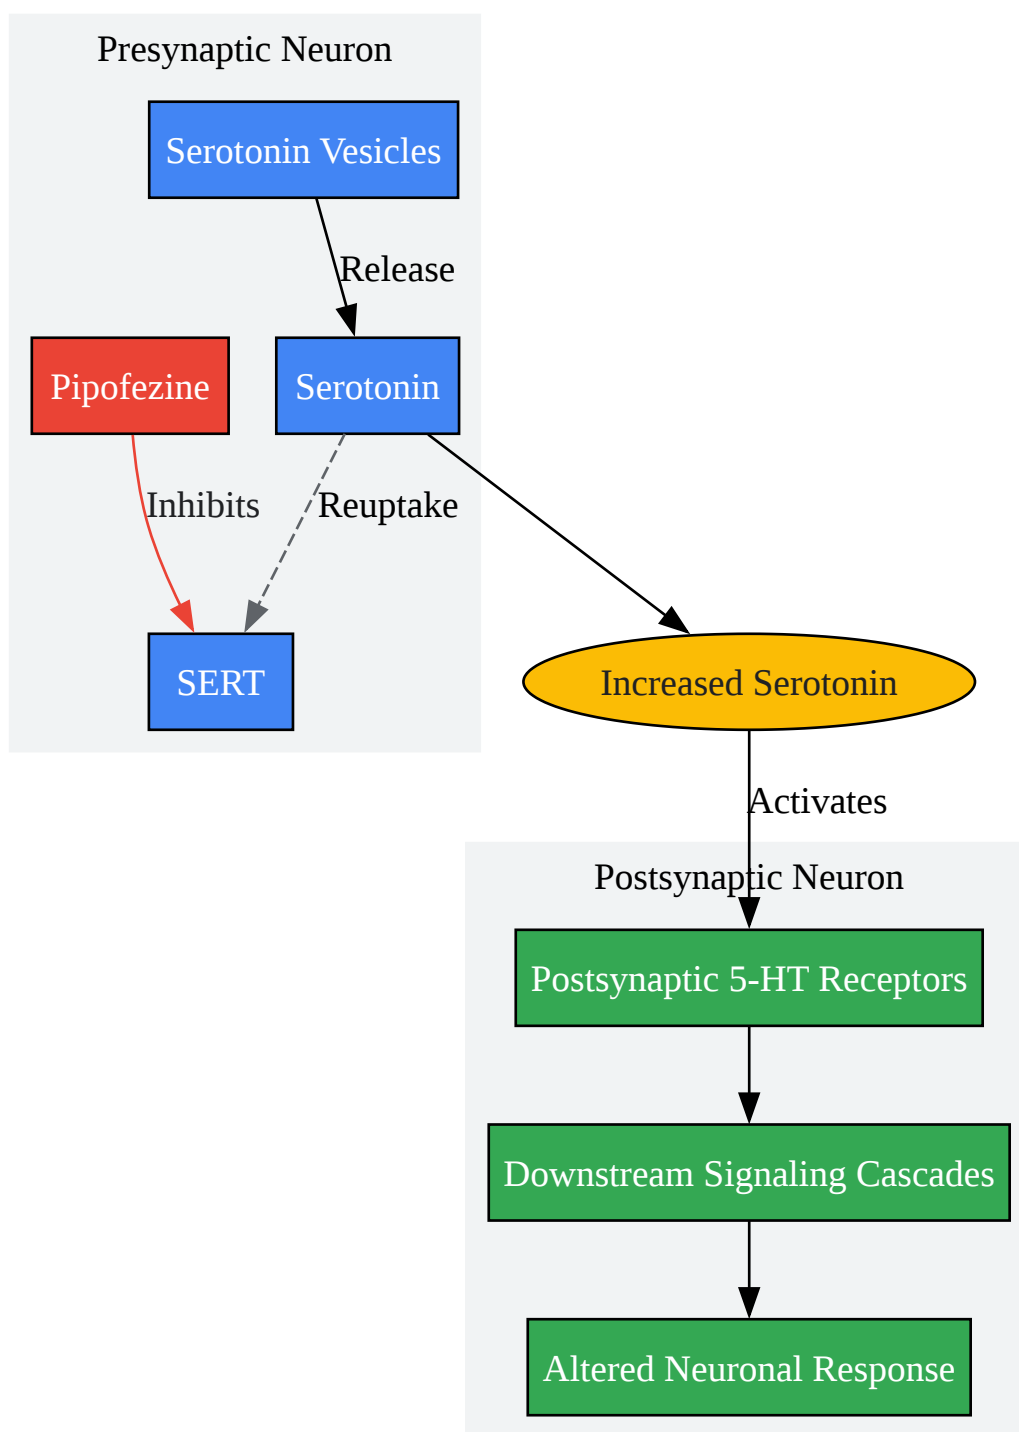 Presynaptic Neuron
Serotonin Vesicles
Release
Pipofezine
Serotonin
Inhibits
Reuptake
SERT
Increased Serotonin
Activates
Postsynaptic Neuron
Postsynaptic 5-HT Receptors
Downstream Signaling Cascades
Altered Neuronal Response